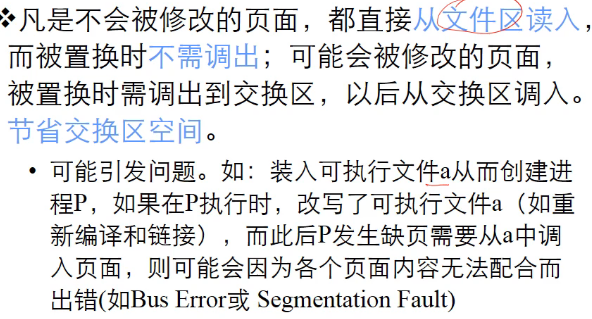 ❖凡是不会被修改的页面，都直接从文件区读入，
而被置换时不需调出；可能会被修改的页面，
被置换时需调出到交换区，以后从交换区调入。
节省交换区空间。
• 可能引发问题。如：装入可执行文件a从而创建进
程P，如果在P执行时，改写了可执行文件a（如重
新编译和链接），而此后P发生缺页需要从a中调
入页面，则可能会因为各个页面内容无法配合而
出错(如Bus Error或 Segmentation Fault)